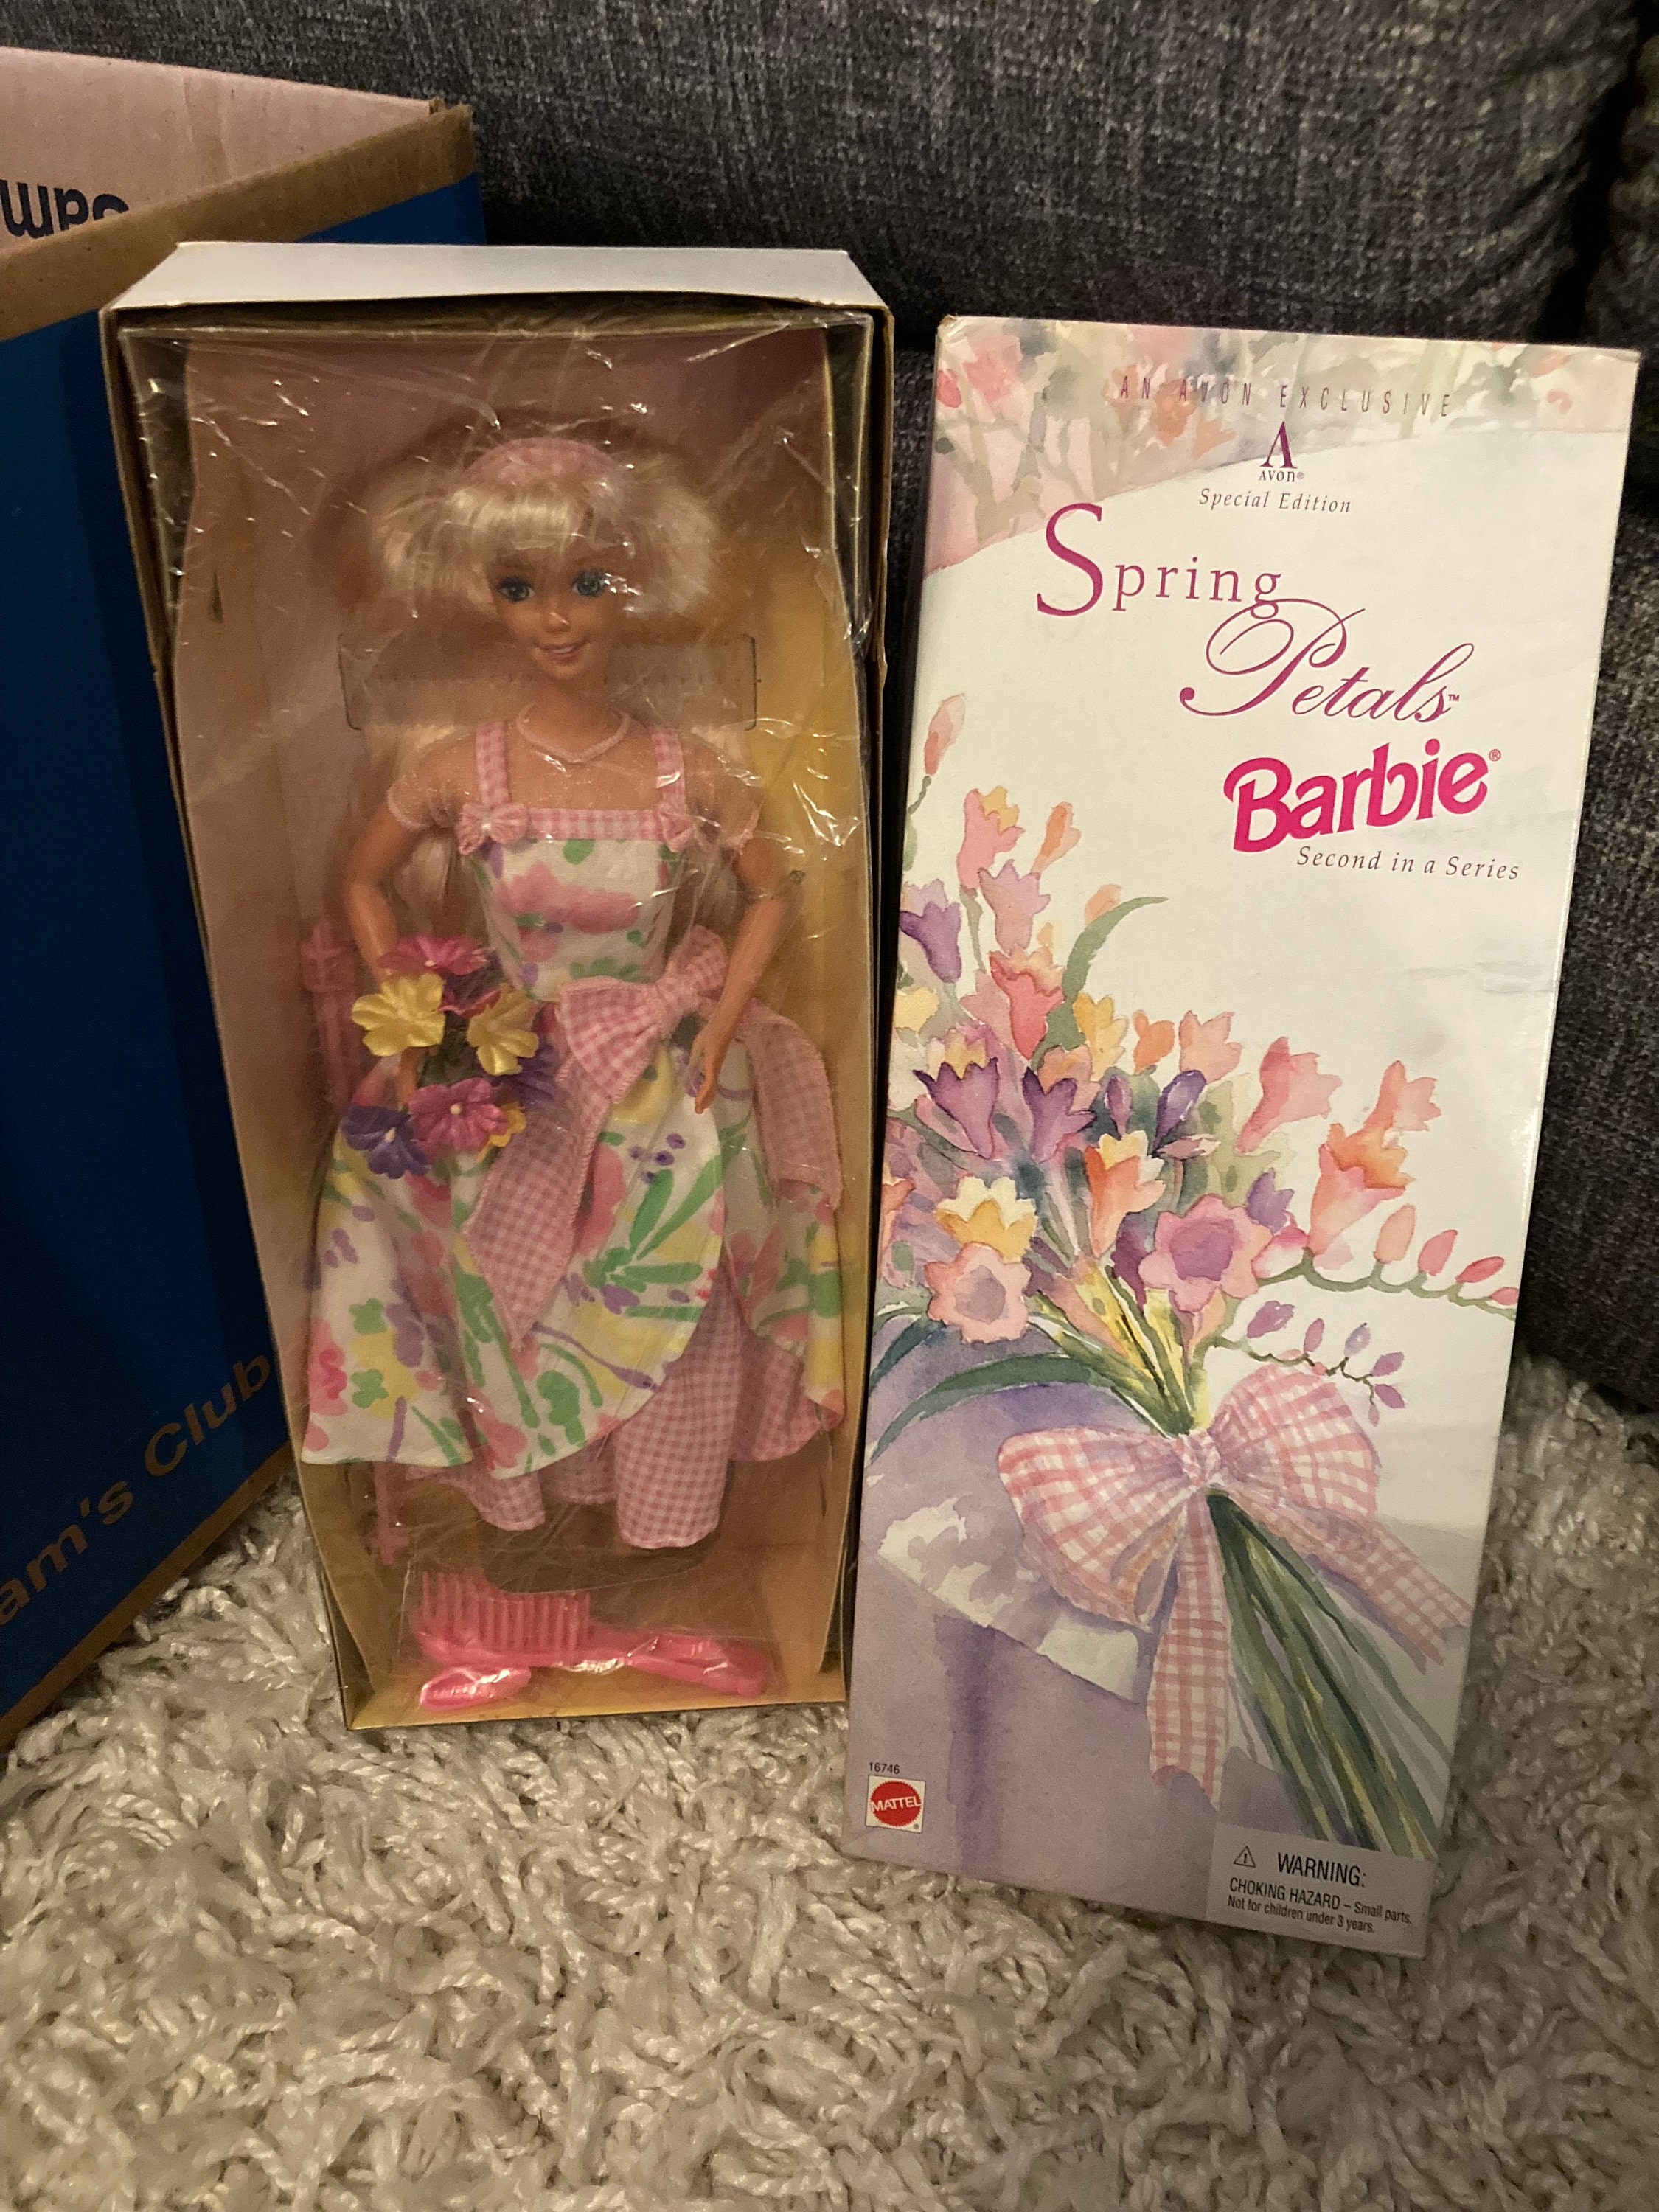 am's Club
AN AVON EXCLUSIVE
A
AVON®
Special Edition
Spring
Petals™
Barbie®
Second in a Series
16746
MATTEL®
⚠ WARNING:
CHOKING HAZARD – Small parts.
Not for children under 3 years.